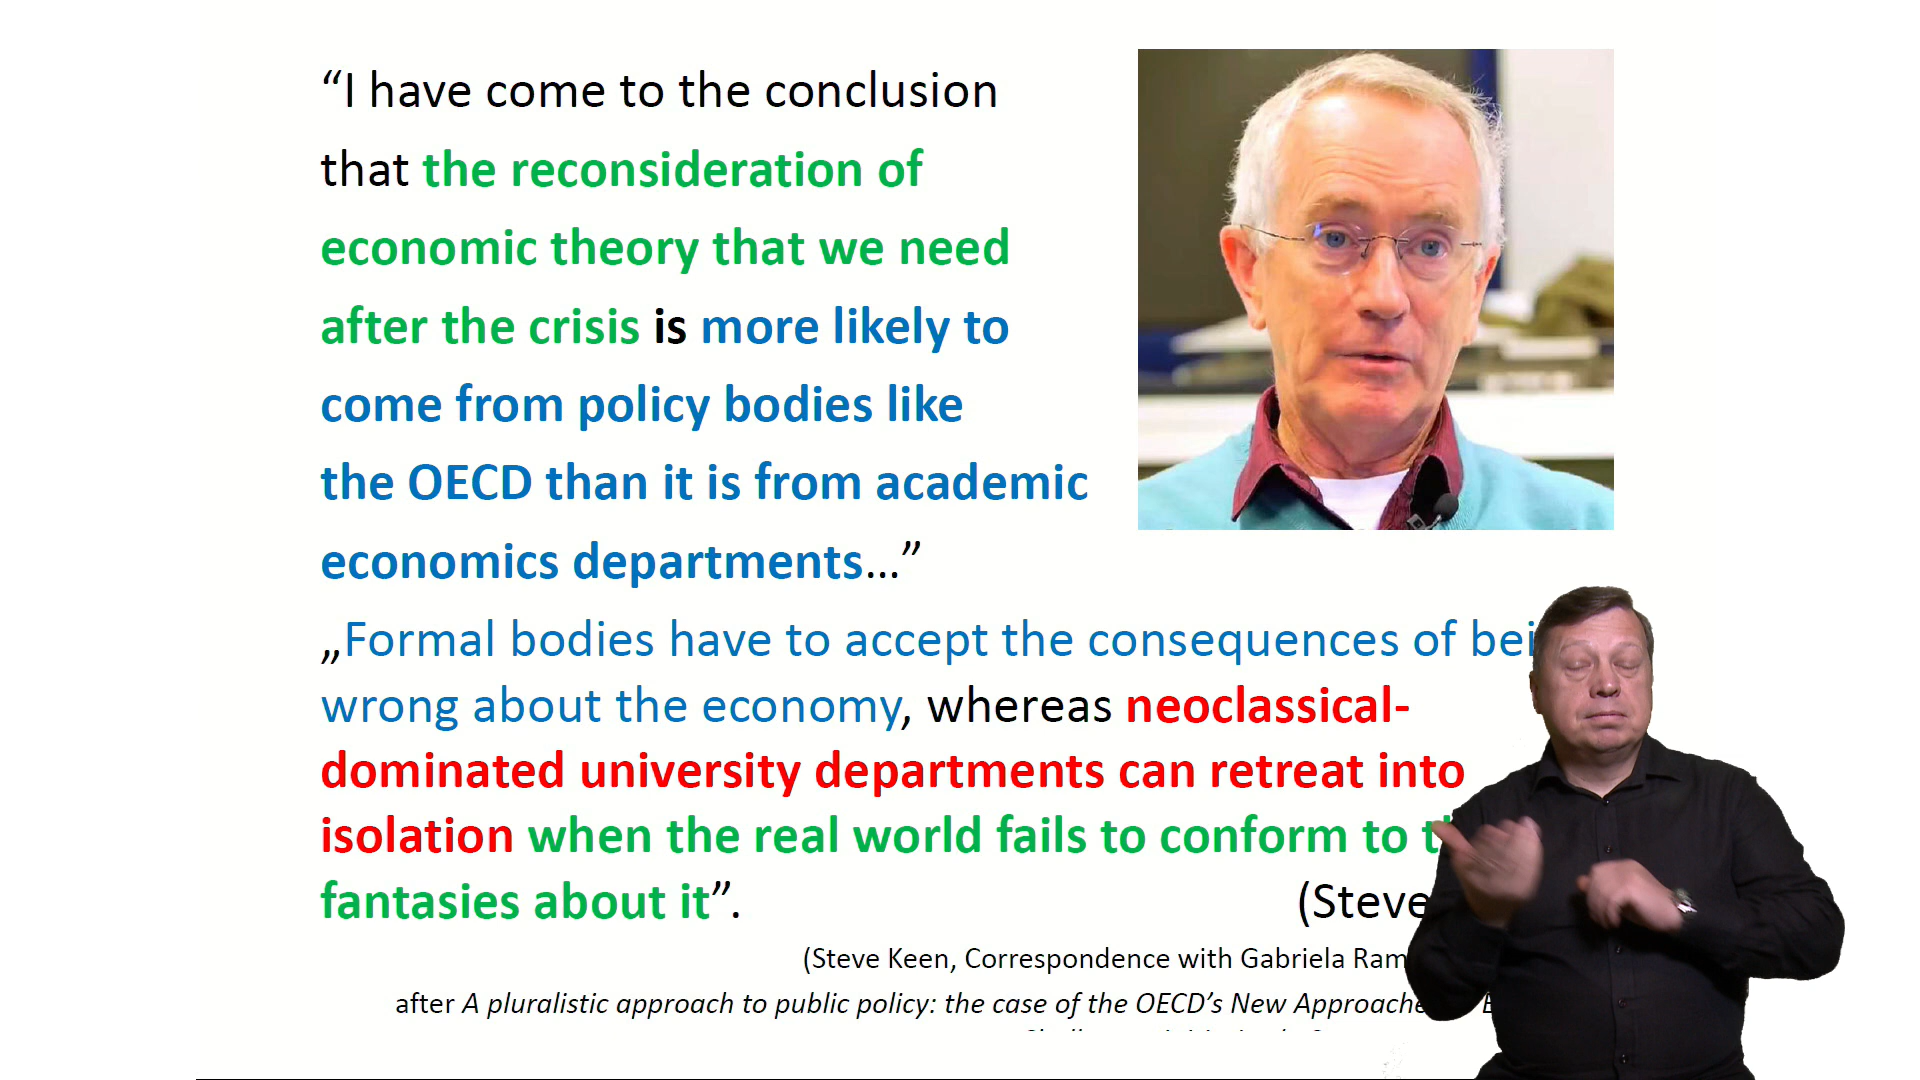 “I have come to the conclusion
that the reconsideration of
economic theory that we need
after the crisis is more likely to
come from policy bodies like
the OECD than it is from academic
economics departments…”
„Formal bodies have to accept the consequences of
wrong about the economy, whereas neoclassical-
dominated university departments can retreat into
isolation when the real world fails to conform to
fantasies about it”.
(Steve
(Steve Keen, Correspondence with Gabriela
after A pluralistic approach to public policy: the case of the OECD’s New